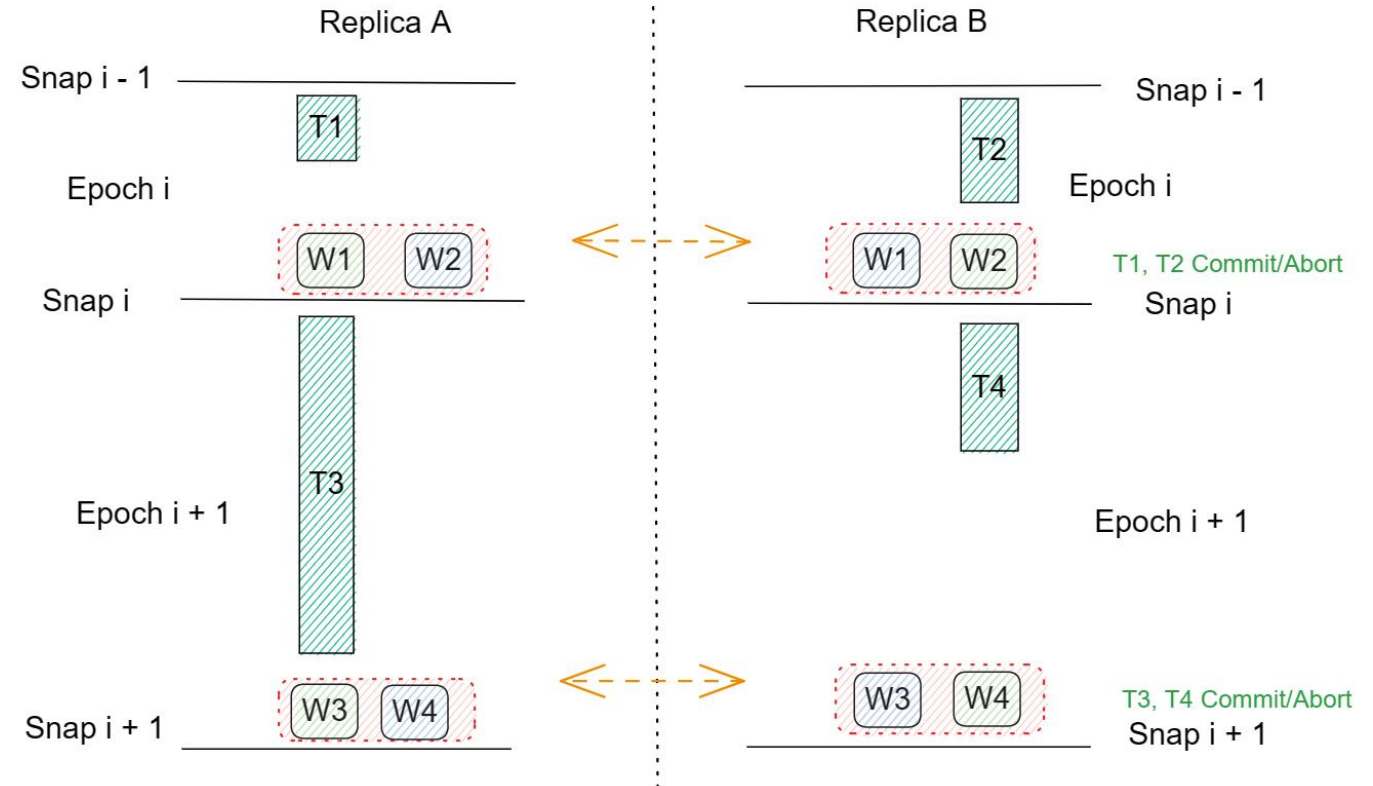 Replica A
Replica B
Snap i - 1
Snap i - 1
T1
T2
Epoch i
Epoch i
W1
W2
W1
W2
T1, T2 Commit/Abort
Snap i
Snap i
T4
T3
Epoch i + 1
Epoch i + 1
W3
W4
W3
W4
T3, T4 Commit/Abort
Snap i + 1
Snap i + 1